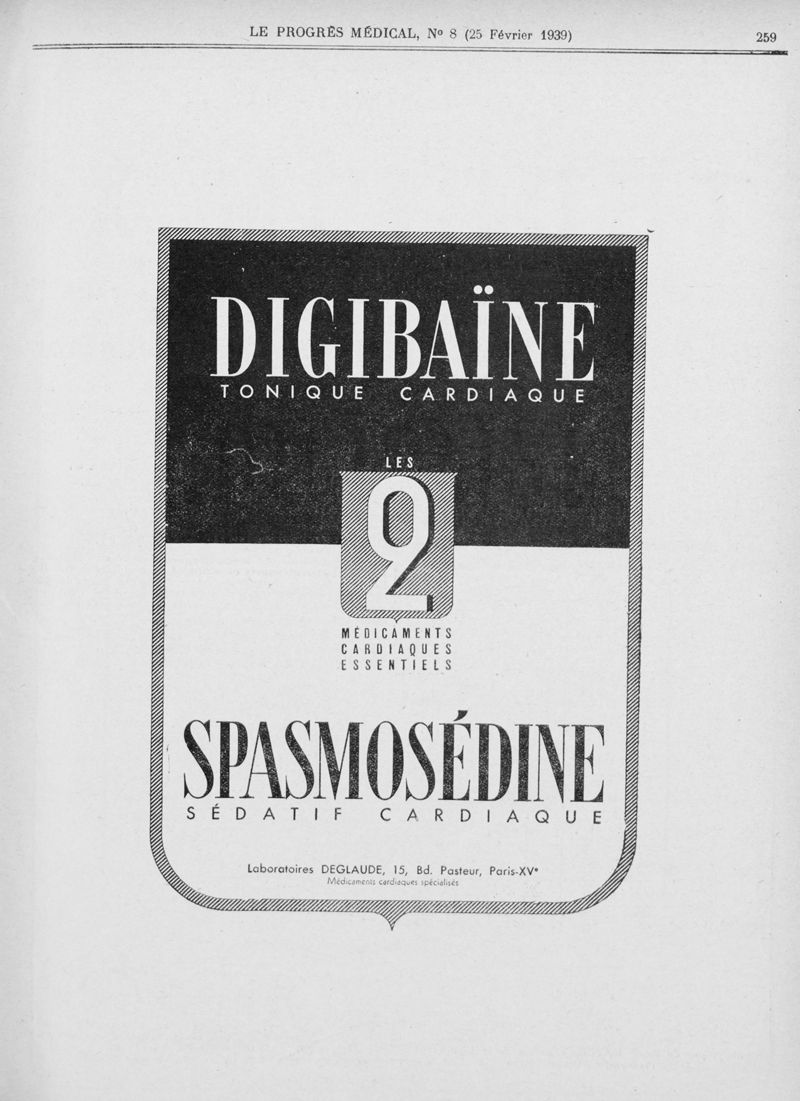 LE PROGRÈS MÉDICAL, Nº 8 (25 Février 1939)
259
DIGIBAÏNE
TONIQUE CARDIAQUE
LES
2
MÉDICAMENTS
CARDIAQUES
ESSENTIELS
SPASMOSÉDINE
SÉDATIF CARDIAQUE
Laboratoires DEGLAUDE, 15, Bd. Pasteur, Paris-XVe
Médicaments cardiaques spécialisés